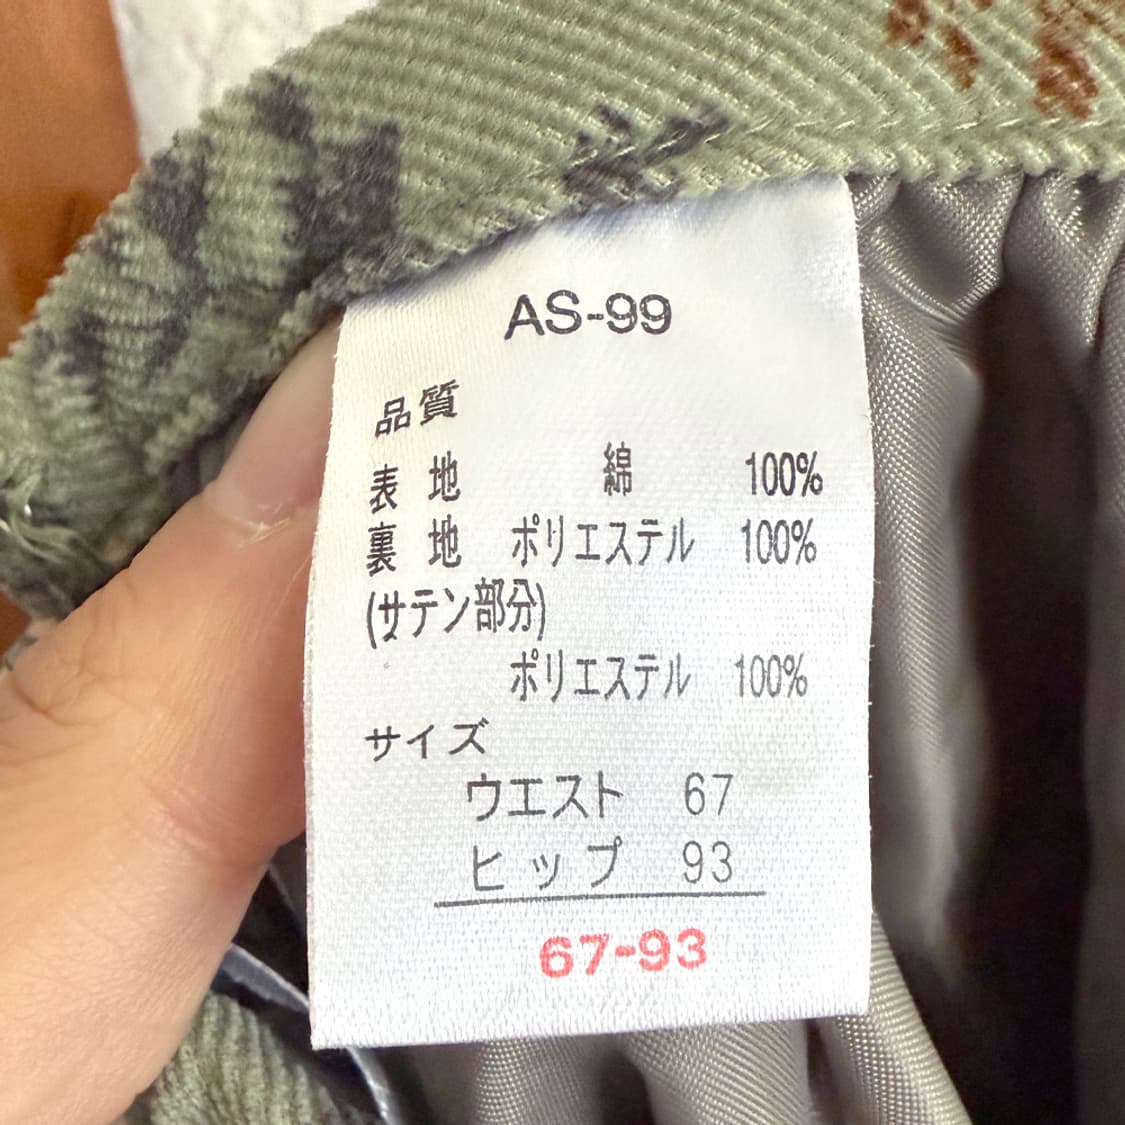 AS-99
品質
表 地 綿 100%
裏 地 ポリエステル 100%
(サテン部分)
ポリエステル 100%
サイズ
ウエスト 67
ヒップ 93
67-93